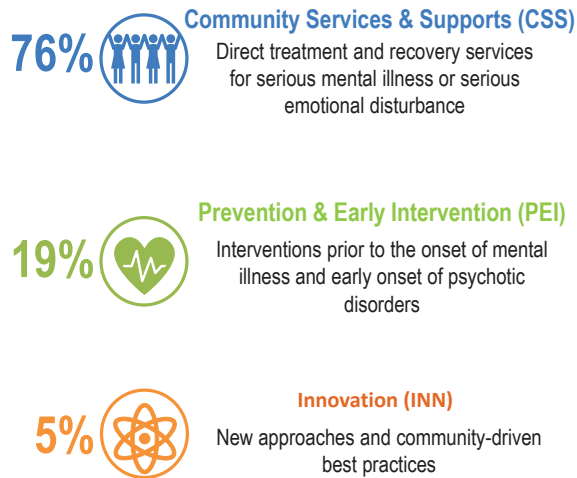 76%
Community Services & Supports (CSS)
Direct treatment and recovery services
for serious mental illness or serious
emotional disturbance
19%
Prevention & Early Intervention (PEI)
Interventions prior to the onset of mental
illness and early onset of psychotic
disorders
5%
Innovation (INN)
New approaches and community-driven
best practices